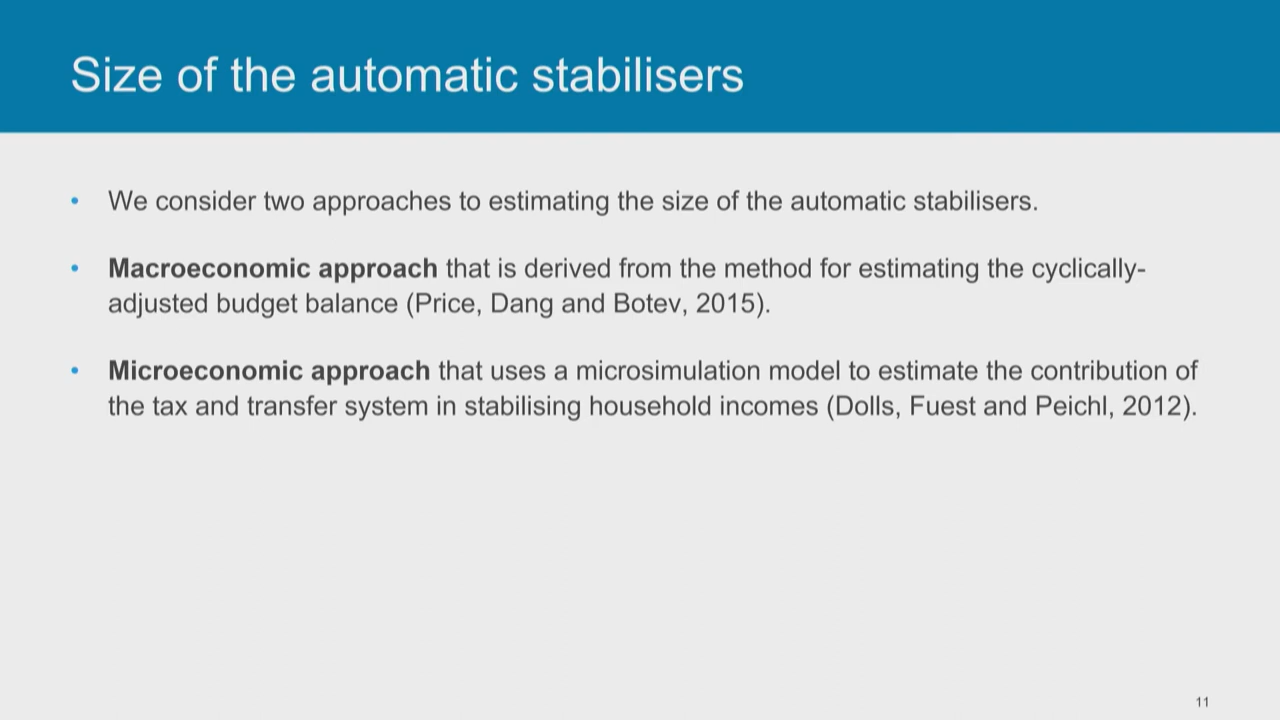 Size of the automatic stabilisers
• We consider two approaches to estimating the size of the automatic stabilisers.
• Macroeconomic approach that is derived from the method for estimating the cyclically-
adjusted budget balance (Price, Dang and Botev, 2015).
• Microeconomic approach that uses a microsimulation model to estimate the contribution of
the tax and transfer system in stabilising household incomes (Dolls, Fuest and Peichl, 2012).
11